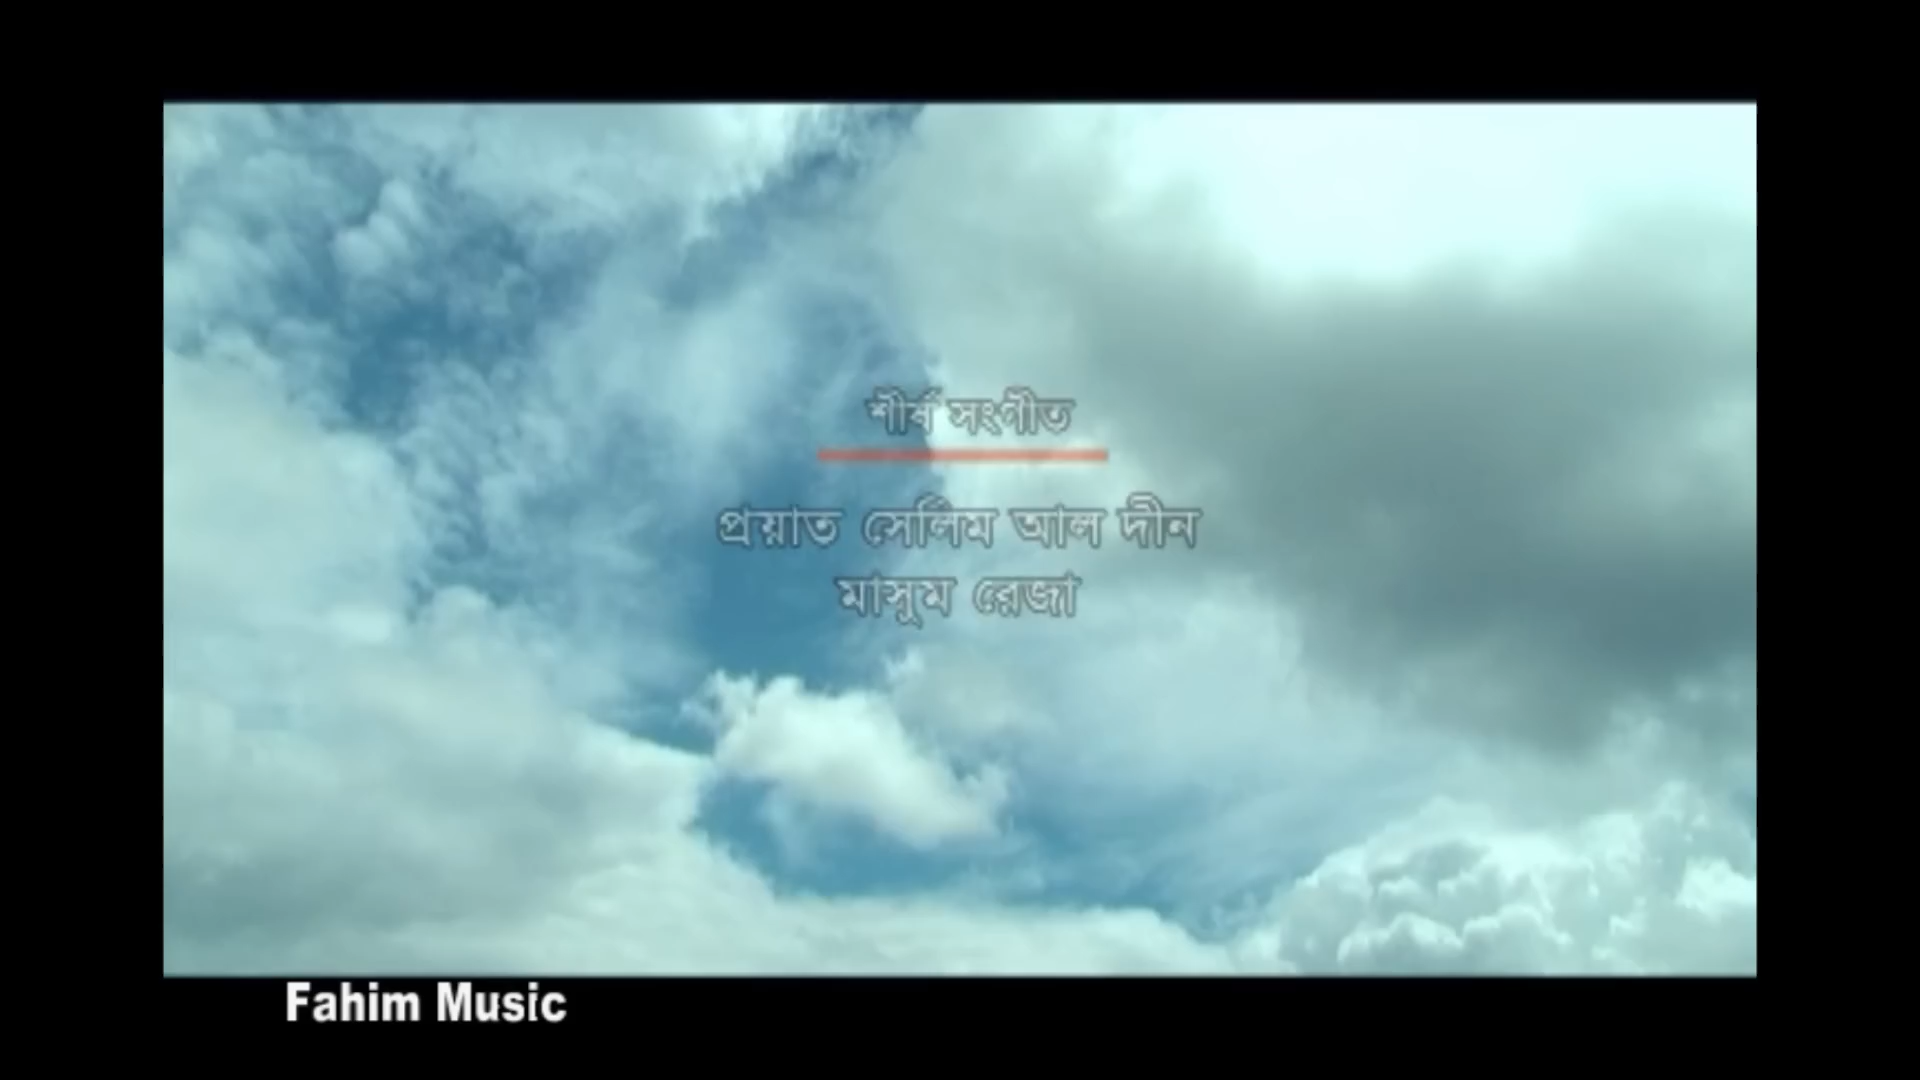 শীর্ষ সংগীত
প্রয়াত সেলিম আল দীন
মাসুম রেজা
Fahim Music